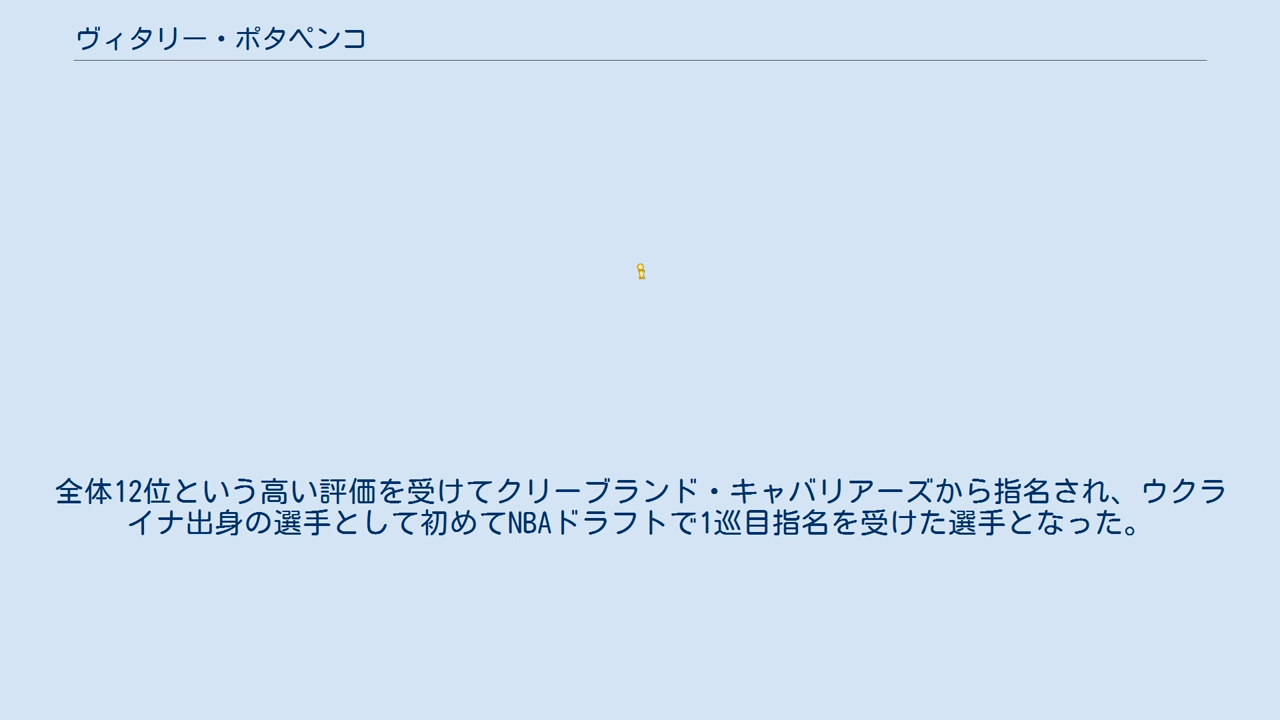 ヴィタリー・ポタペンコ
全体12位という高い評価を受けてクリーブランド・キャバリアーズから指名され、ウクラ
イナ出身の選手として初めてNBAドラフトで1巡目指名を受けた選手となった。